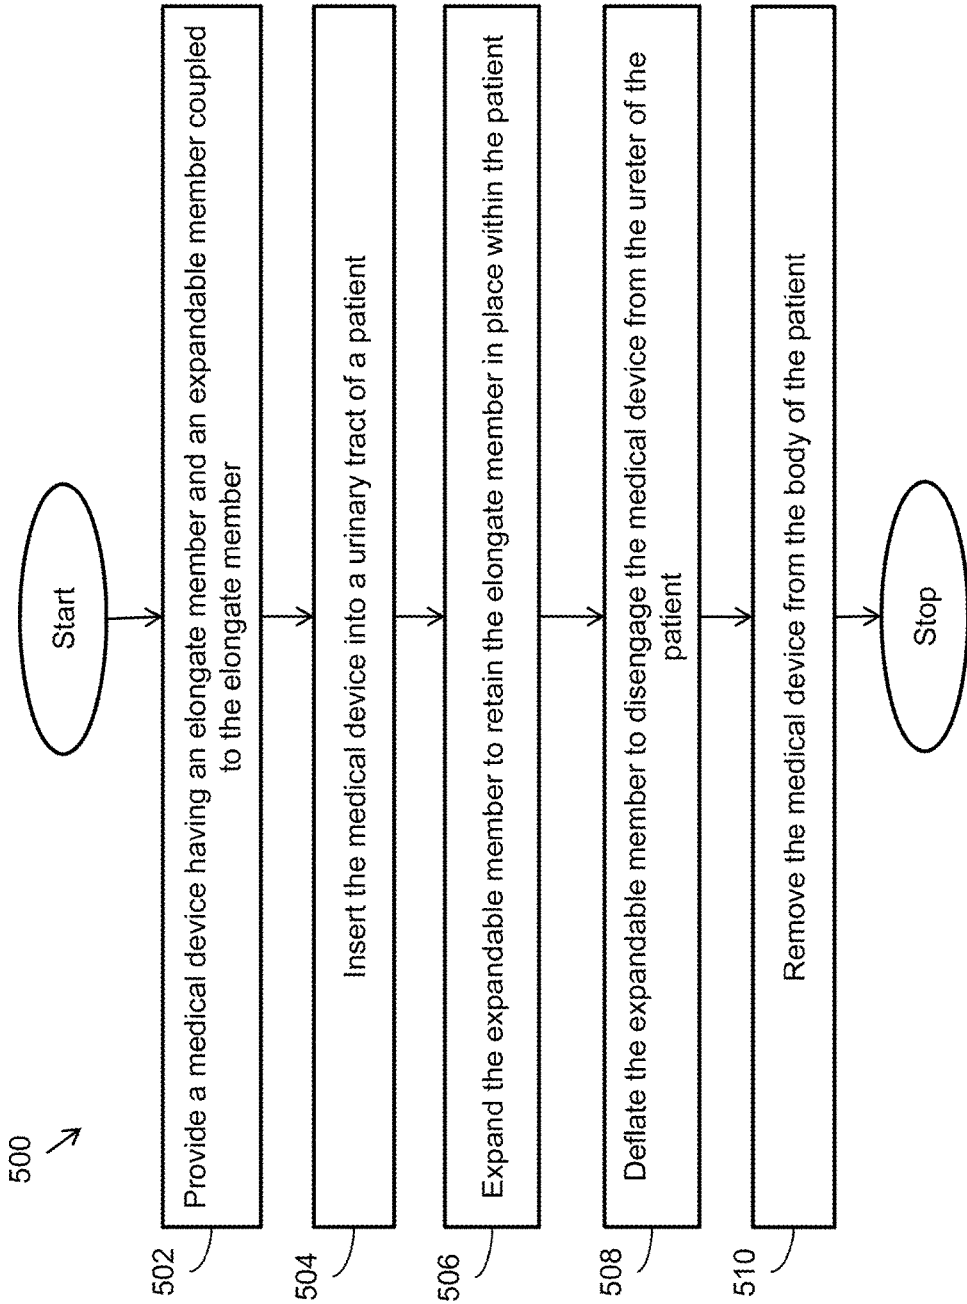 500
Start
502
Provide a medical device having an elongate member and an expandable member coupled
to the elongate member
504
Insert the medical device into a urinary tract of a patient
506
Expand the expandable member to retain the elongate member in place within the patient
508
Deflate the expandable member to disengage the medical device from the ureter of the
patient
510
Remove the medical device from the body of the patient
Stop